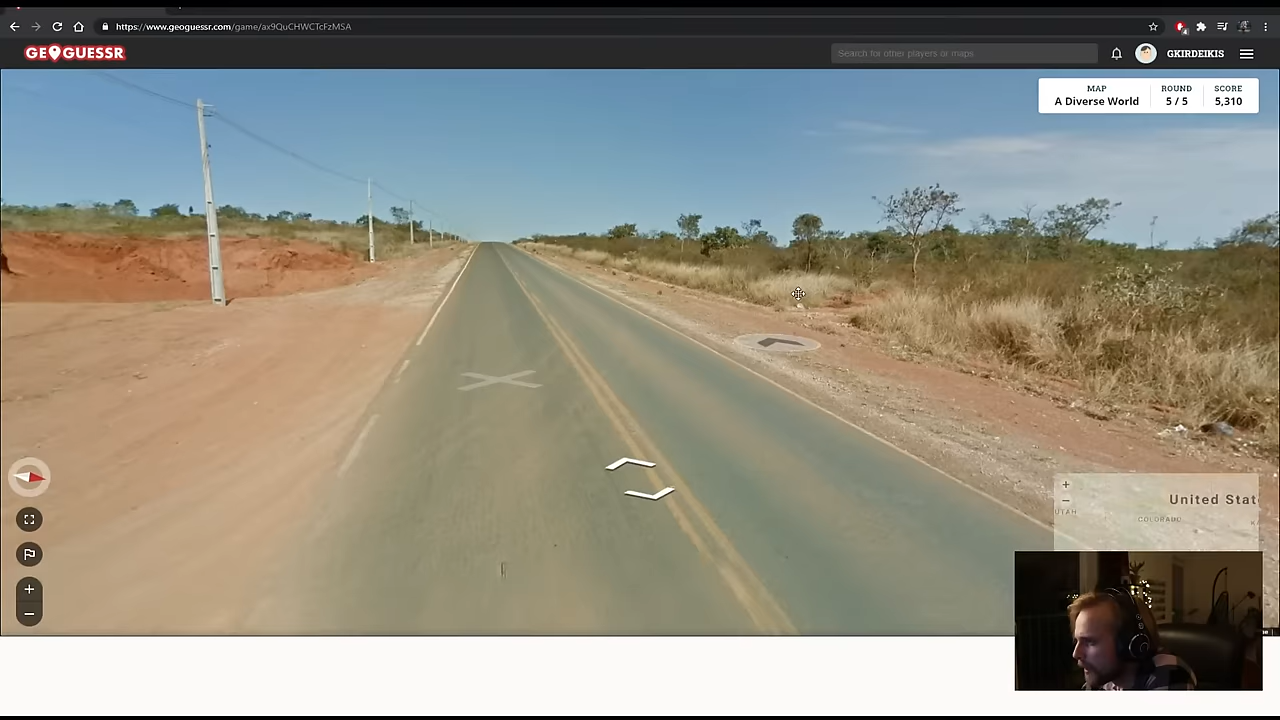 https://www.geoguessr.com/game/ax9QuCHWCTcFzMSA
GEOGUESSR
Search for other players or maps
GKIRDEIKIS
MAP
A Diverse World
ROUND
5 / 5
SCORE
5,310
+
−
United Stat
UTAH
COLORADO
+
−